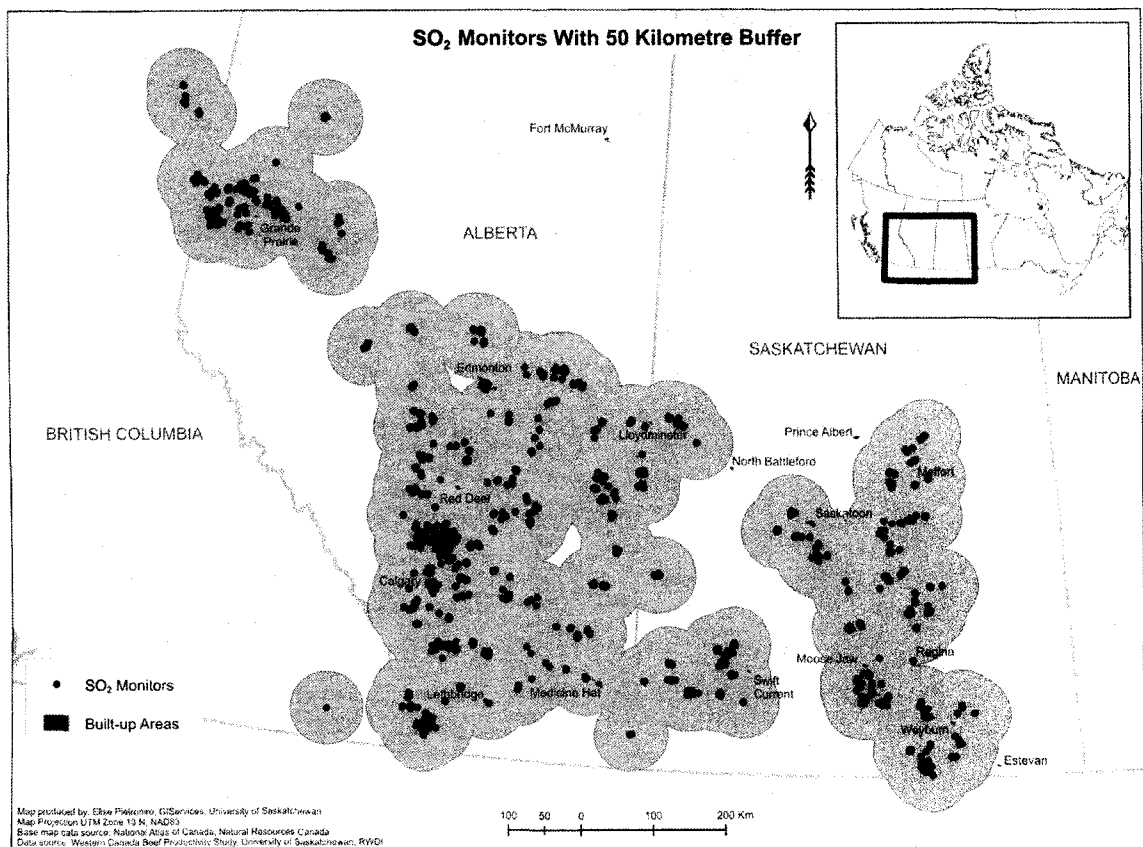 SO₂ Monitors With 50 Kilometre Buffer
Fort McMurray
Grande
Prairie
ALBERTA
SASKATCHEWAN
MANITOBA
Edmonton
BRITISH COLUMBIA
Lloydminster
Prince Albert
North Battleford
Melfort
Red Deer
Saskatoon
Calgary
Moose Jaw
Regina
Lethbridge
Medicine Hat
Swift
Current
Weyburn
Estevan
SO₂ Monitors
Built-up Areas
Map produced by: Elise Pietroniro, GIServices, University of Saskatchewan
Map Projection UTM Zone 13 N, NAD83
Base map data source: National Atlas of Canada, Natural Resources Canada
Data source: Western Canada Beef Productivity Study, University of Saskatchewan, RWDI
100 50 0 100 200 Km